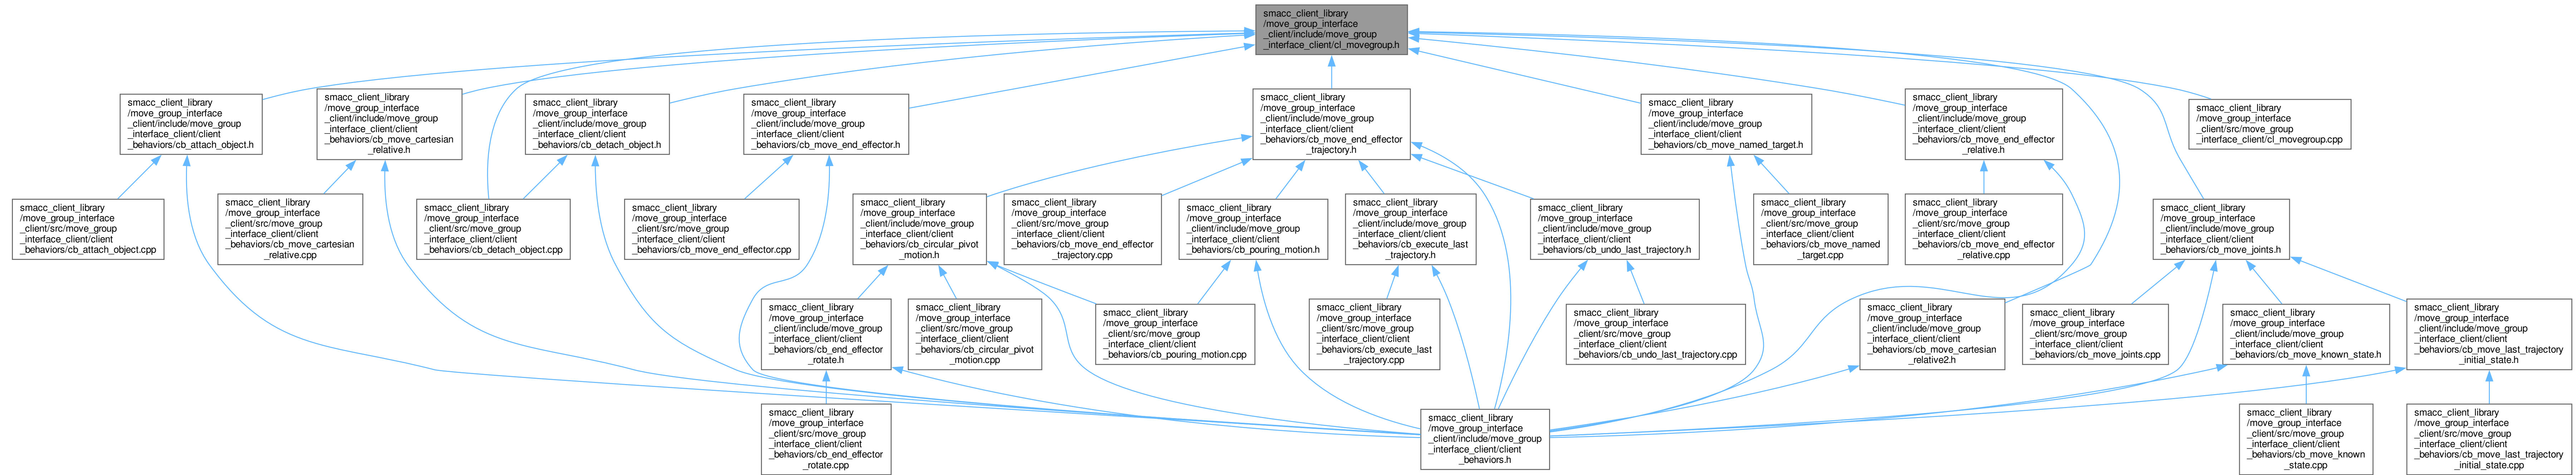 smacc_client_library
/move_group_interface
_client/include/move_group
_interface_client/cl_movegroup.h
smacc_client_library
/move_group_interface
_client/include/move_group
_interface_client/client
_behaviors/cb_attach_object.h
smacc_client_library
/move_group_interface
_client/include/move_group
_interface_client/client
_behaviors/cb_move_cartesian
_relative.h
smacc_client_library
/move_group_interface
_client/include/move_group
_interface_client/client
_behaviors/cb_detach_object.h
smacc_client_library
/move_group_interface
_client/include/move_group
_interface_client/client
_behaviors/cb_move_end_effector.h
smacc_client_library
/move_group_interface
_client/include/move_group
_interface_client/client
_behaviors/cb_move_end_effector
_trajectory.h
smacc_client_library
/move_group_interface
_client/include/move_group
_interface_client/client
_behaviors/cb_move_named_target.h
smacc_client_library
/move_group_interface
_client/include/move_group
_interface_client/client
_behaviors/cb_move_end_effector
_relative.h
smacc_client_library
/move_group_interface
_client/src/move_group
_interface_client/cl_movegroup.cpp
smacc_client_library
/move_group_interface
_client/src/move_group
_interface_client/client
_behaviors/cb_attach_object.cpp
smacc_client_library
/move_group_interface
_client/src/move_group
_interface_client/client
_behaviors/cb_move_cartesian
_relative.cpp
smacc_client_library
/move_group_interface
_client/src/move_group
_interface_client/client
_behaviors/cb_detach_object.cpp
smacc_client_library
/move_group_interface
_client/src/move_group
_interface_client/client
_behaviors/cb_move_end_effector.cpp
smacc_client_library
/move_group_interface
_client/include/move_group
_interface_client/client
_behaviors/cb_circular_pivot
_motion.h
smacc_client_library
/move_group_interface
_client/src/move_group
_interface_client/client
_behaviors/cb_move_end_effector
_trajectory.cpp
smacc_client_library
/move_group_interface
_client/include/move_group
_interface_client/client
_behaviors/cb_pouring_motion.h
smacc_client_library
/move_group_interface
_client/include/move_group
_interface_client/client
_behaviors/cb_execute_last
_trajectory.h
smacc_client_library
/move_group_interface
_client/include/move_group
_interface_client/client
_behaviors/cb_undo_last_trajectory.h
smacc_client_library
/move_group_interface
_client/src/move_group
_interface_client/client
_behaviors/cb_move_named
_target.cpp
smacc_client_library
/move_group_interface
_client/src/move_group
_interface_client/client
_behaviors/cb_move_end_effector
_relative.cpp
smacc_client_library
/move_group_interface
_client/include/move_group
_interface_client/client
_behaviors/cb_move_joints.h
smacc_client_library
/move_group_interface
_client/include/move_group
_interface_client/client
_behaviors/cb_end_effector
_rotate.h
smacc_client_library
/move_group_interface
_client/src/move_group
_interface_client/client
_behaviors/cb_circular_pivot
_motion.cpp
smacc_client_library
/move_group_interface
_client/src/move_group
_interface_client/client
_behaviors/cb_pouring_motion.cpp
smacc_client_library
/move_group_interface
_client/src/move_group
_interface_client/client
_behaviors/cb_execute_last
_trajectory.cpp
smacc_client_library
/move_group_interface
_client/src/move_group
_interface_client/client
_behaviors/cb_undo_last_trajectory.cpp
smacc_client_library
/move_group_interface
_client/include/move_group
_interface_client/client
_behaviors/cb_move_cartesian
_relative2.h
smacc_client_library
/move_group_interface
_client/src/move_group
_interface_client/client
_behaviors/cb_move_joints.cpp
smacc_client_library
/move_group_interface
_client/include/move_group
_interface_client/client
_behaviors/cb_move_known_state.h
smacc_client_library
/move_group_interface
_client/include/move_group
_interface_client/client
_behaviors/cb_move_last_trajectory
_initial_state.h
smacc_client_library
/move_group_interface
_client/src/move_group
_interface_client/client
_behaviors/cb_end_effector
_rotate.cpp
smacc_client_library
/move_group_interface
_client/include/move_group
_interface_client/client
_behaviors.h
smacc_client_library
/move_group_interface
_client/src/move_group
_interface_client/client
_behaviors/cb_move_known
_state.cpp
smacc_client_library
/move_group_interface
_client/src/move_group
_interface_client/client
_behaviors/cb_move_last_trajectory
_initial_state.cpp